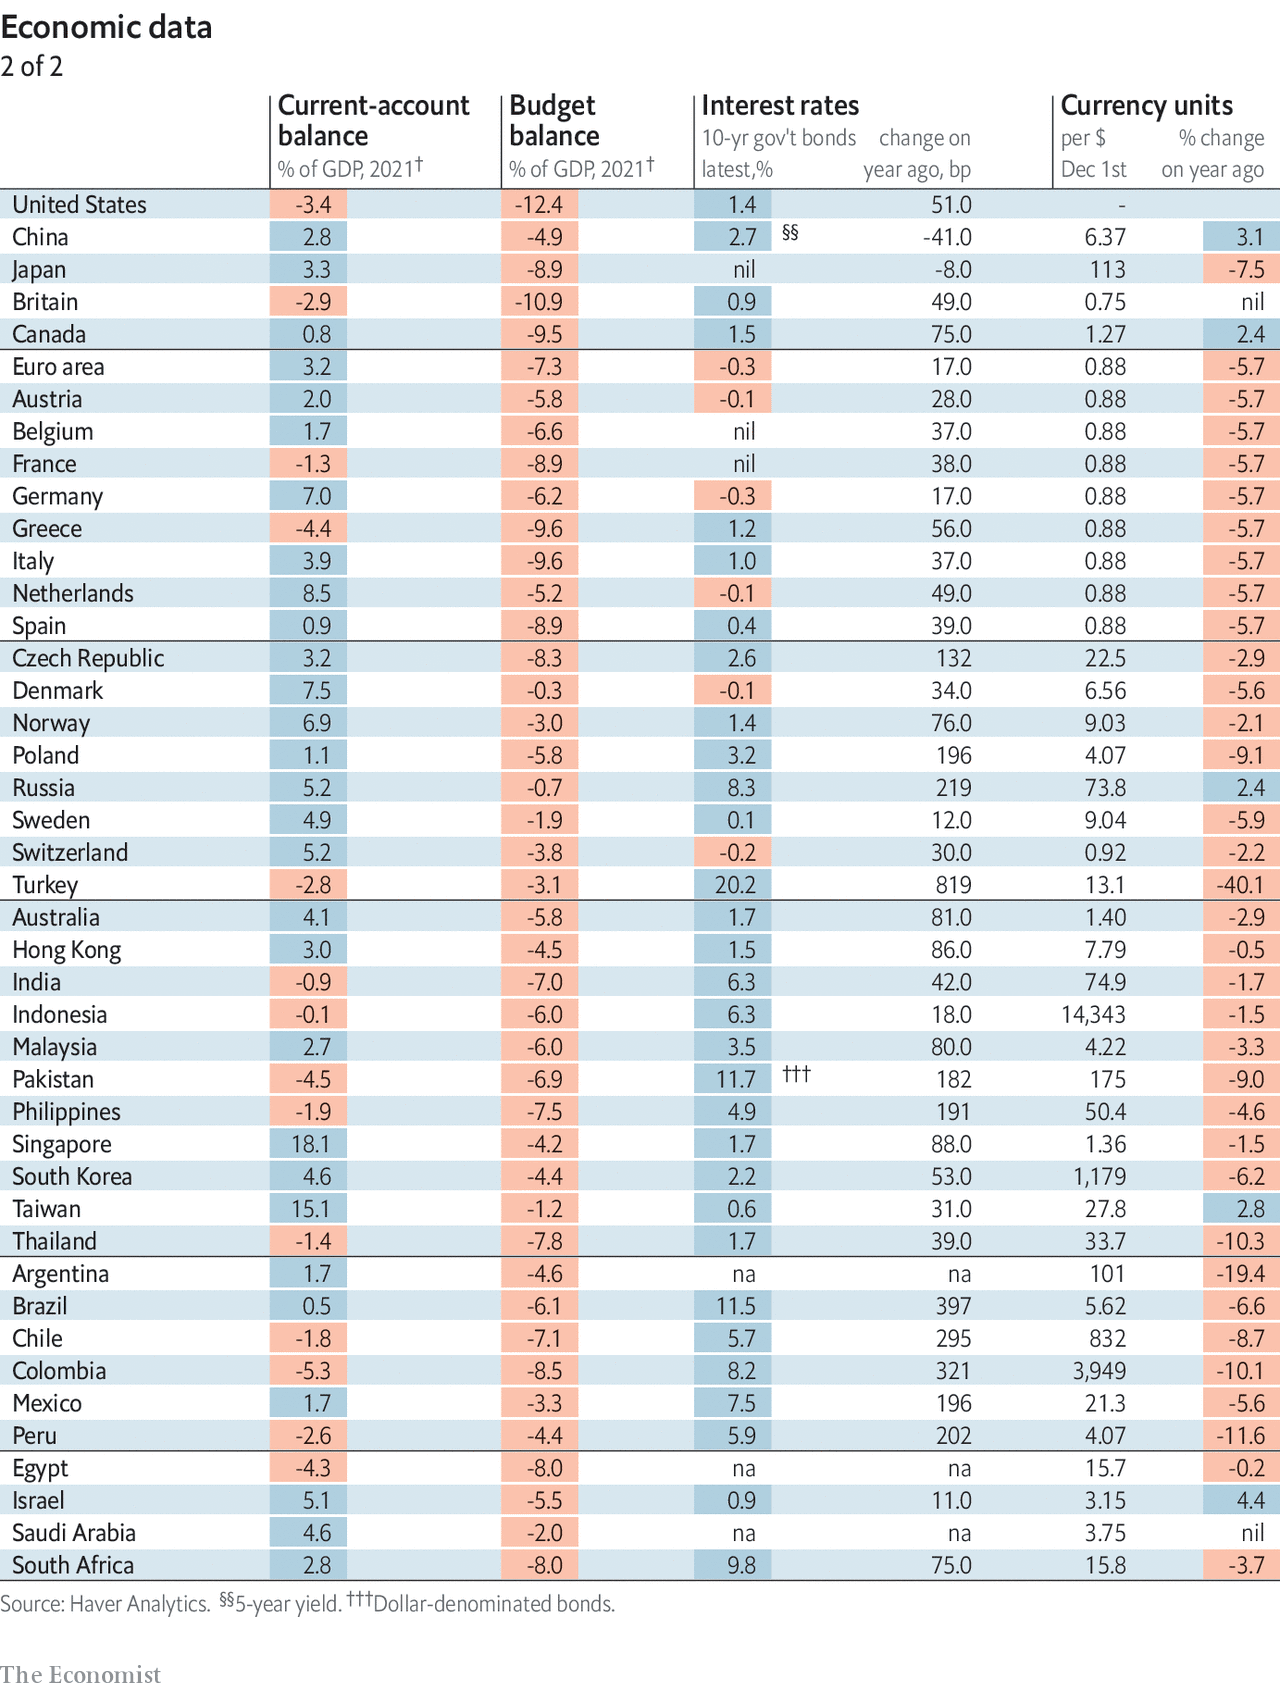 Economic data
2 of 2
Current-account balance % of GDP, 2021† Budget balance % of GDP, 2021† Interest rates 10-yr gov't bonds latest,% change on year ago, bp Currency units per $ Dec 1st % change on year ago
United States -3.4 -12.4 1.4 51.0 -
China 2.8 -4.9 2.7 §§ -41.0 6.37 3.1
Japan 3.3 -8.9 nil -8.0 113 -7.5
Britain -2.9 -10.9 0.9 49.0 0.75 nil
Canada 0.8 -9.5 1.5 75.0 1.27 2.4
Euro area 3.2 -7.3 -0.3 17.0 0.88 -5.7
Austria 2.0 -5.8 -0.1 28.0 0.88 -5.7
Belgium 1.7 -6.6 nil 37.0 0.88 -5.7
France -1.3 -8.9 nil 38.0 0.88 -5.7
Germany 7.0 -6.2 -0.3 17.0 0.88 -5.7
Greece -4.4 -9.6 1.2 56.0 0.88 -5.7
Italy 3.9 -9.6 1.0 37.0 0.88 -5.7
Netherlands 8.5 -5.2 -0.1 49.0 0.88 -5.7
Spain 0.9 -8.9 0.4 39.0 0.88 -5.7
Czech Republic 3.2 -8.3 2.6 132 22.5 -2.9
Denmark 7.5 -0.3 -0.1 34.0 6.56 -5.6
Norway 6.9 -3.0 1.4 76.0 9.03 -2.1
Poland 1.1 -5.8 3.2 196 4.07 -9.1
Russia 5.2 -0.7 8.3 219 73.8 2.4
Sweden 4.9 -1.9 0.1 12.0 9.04 -5.9
Switzerland 5.2 -3.8 -0.2 30.0 0.92 -2.2
Turkey -2.8 -3.1 20.2 819 13.1 -40.1
Australia 4.1 -5.8 1.7 81.0 1.40 -2.9
Hong Kong 3.0 -4.5 1.5 86.0 7.79 -0.5
India -0.9 -7.0 6.3 42.0 74.9 -1.7
Indonesia -0.1 -6.0 6.3 18.0 14,343 -1.5
Malaysia 2.7 -6.0 3.5 80.0 4.22 -3.3
Pakistan -4.5 -6.9 11.7 ††† 182 175 -9.0
Philippines -1.9 -7.5 4.9 191 50.4 -4.6
Singapore 18.1 -4.2 1.7 88.0 1.36 -1.5
South Korea 4.6 -4.4 2.2 53.0 1,179 -6.2
Taiwan 15.1 -1.2 0.6 31.0 27.8 2.8
Thailand -1.4 -7.8 1.7 39.0 33.7 -10.3
Argentina 1.7 -4.6 na na 101 -19.4
Brazil 0.5 -6.1 11.5 397 5.62 -6.6
Chile -1.8 -7.1 5.7 295 832 -8.7
Colombia -5.3 -8.5 8.2 321 3,949 -10.1
Mexico 1.7 -3.3 7.5 196 21.3 -5.6
Peru -2.6 -4.4 5.9 202 4.07 -11.6
Egypt -4.3 -8.0 na na 15.7 -0.2
Israel 5.1 -5.5 0.9 11.0 3.15 4.4
Saudi Arabia 4.6 -2.0 na na 3.75 nil
South Africa 2.8 -8.0 9.8 75.0 15.8 -3.7
Source: Haver Analytics. §§5-year yield. †††Dollar-denominated bonds.
The Economist